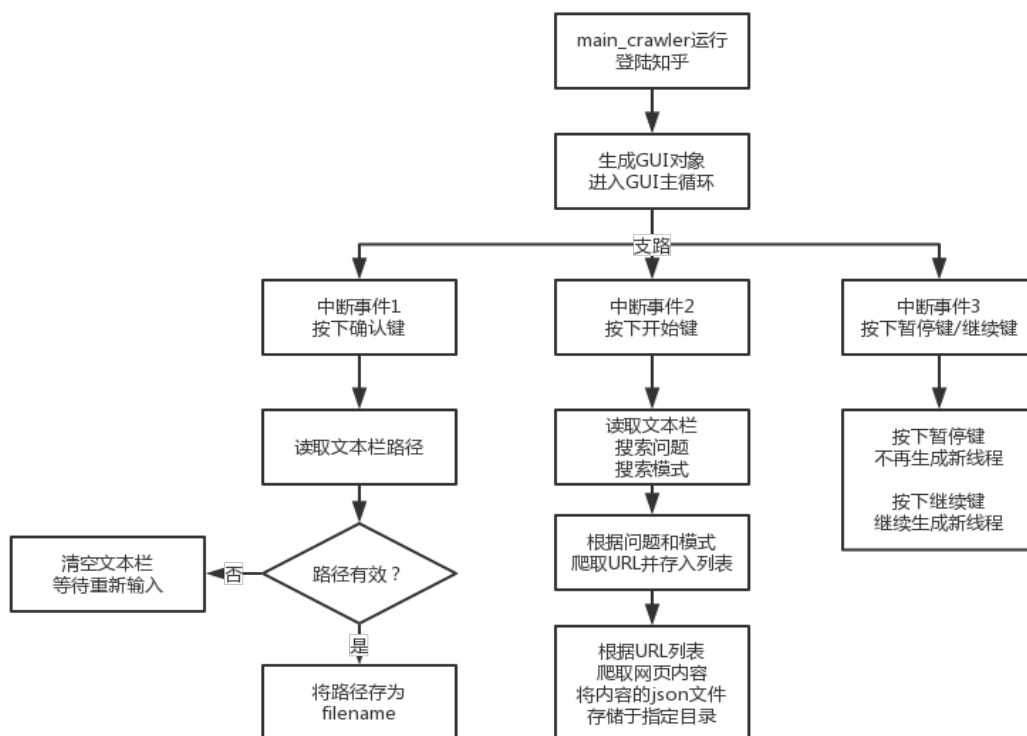 main_crawler运行
登陆知乎
生成GUI对象
进入GUI主循环
支路
中断事件1
按下确认键
中断事件2
按下开始键
中断事件3
按下暂停键/继续键
读取文本栏路径
读取文本栏
搜索问题
搜索模式
按下暂停键
不再生成新线程
按下继续键
继续生成新线程
清空文本栏
等待重新输入
否
路径有效？
根据问题和模式
爬取URL并存入列表
是
将路径存为
filename
根据URL列表
爬取网页内容
将内容的json文件
存储于指定目录